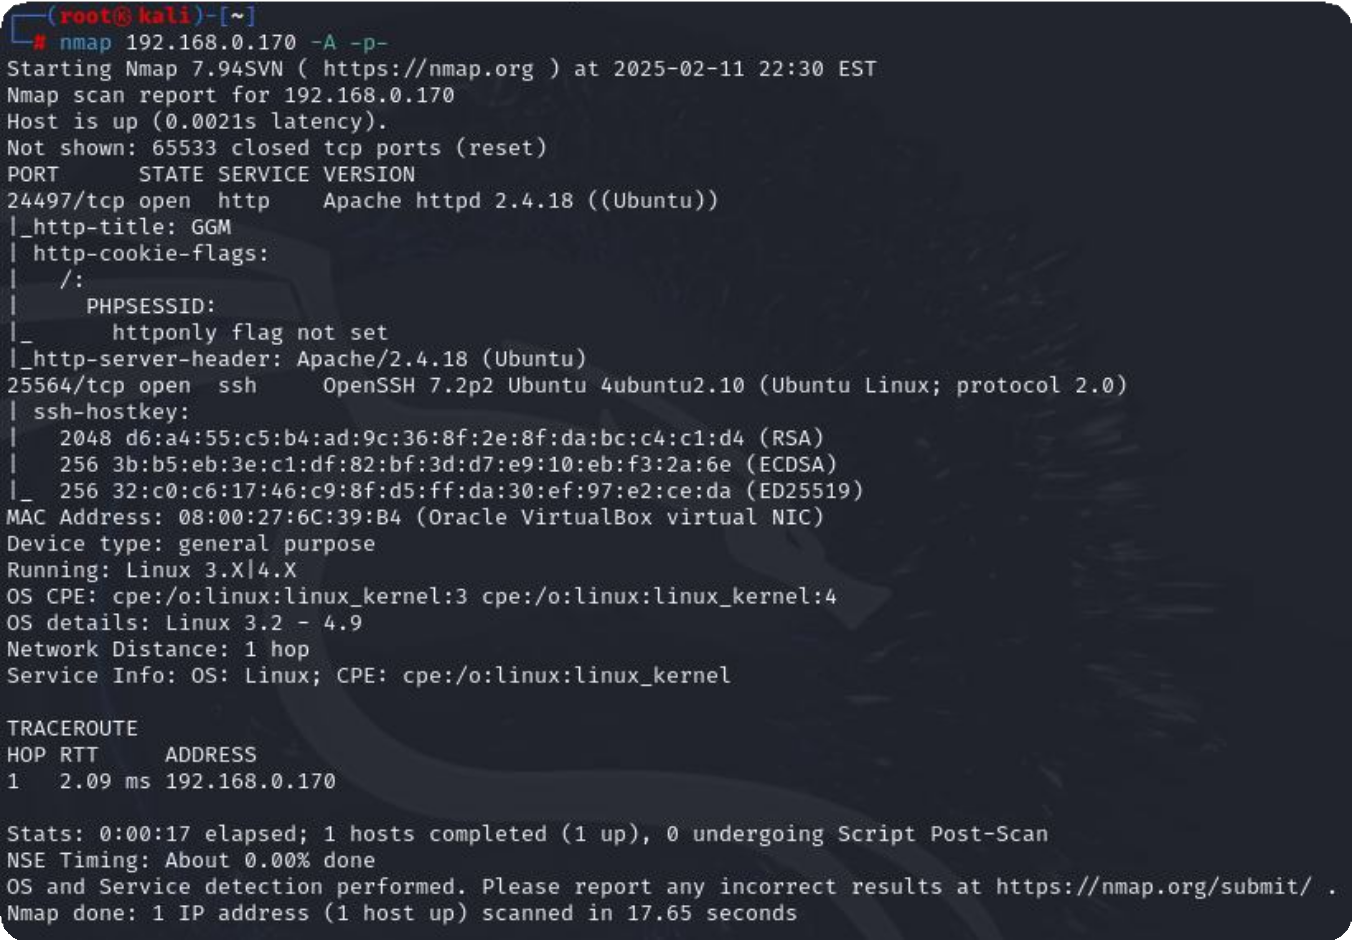 ┌──(root㉿kali)-[~]
└─# nmap 192.168.0.170 -A -p-
Starting Nmap 7.94SVN ( https://nmap.org ) at 2025-02-11 22:30 EST
Nmap scan report for 192.168.0.170
Host is up (0.0021s latency).
Not shown: 65533 closed tcp ports (reset)
PORT      STATE SERVICE VERSION
24497/tcp open  http    Apache httpd 2.4.18 ((Ubuntu))
|_http-title: GGM
| http-cookie-flags:
|   /:
|     PHPSESSID:
|_      httponly flag not set
|_http-server-header: Apache/2.4.18 (Ubuntu)
25564/tcp open  ssh     OpenSSH 7.2p2 Ubuntu 4ubuntu2.10 (Ubuntu Linux; protocol 2.0)
| ssh-hostkey:
|   2048 d6:a4:55:c5:b4:ad:9c:36:8f:2e:8f:da:bc:c4:c1:d4 (RSA)
|   256 3b:b5:eb:3e:c1:df:82:bf:3d:d7:e9:10:eb:f3:2a:6e (ECDSA)
|_  256 32:c0:c6:17:46:c9:8f:d5:ff:da:30:ef:97:e2:ce:da (ED25519)
MAC Address: 08:00:27:6C:39:B4 (Oracle VirtualBox virtual NIC)
Device type: general purpose
Running: Linux 3.X|4.X
OS CPE: cpe:/o:linux:linux_kernel:3 cpe:/o:linux:linux_kernel:4
OS details: Linux 3.2 - 4.9
Network Distance: 1 hop
Service Info: OS: Linux; CPE: cpe:/o:linux:linux_kernel
TRACEROUTE
HOP RTT     ADDRESS
1   2.09 ms 192.168.0.170
Stats: 0:00:17 elapsed; 1 hosts completed (1 up), 0 undergoing Script Post-Scan
NSE Timing: About 0.00% done
OS and Service detection performed. Please report any incorrect results at https://nmap.org/submit/ .
Nmap done: 1 IP address (1 host up) scanned in 17.65 seconds